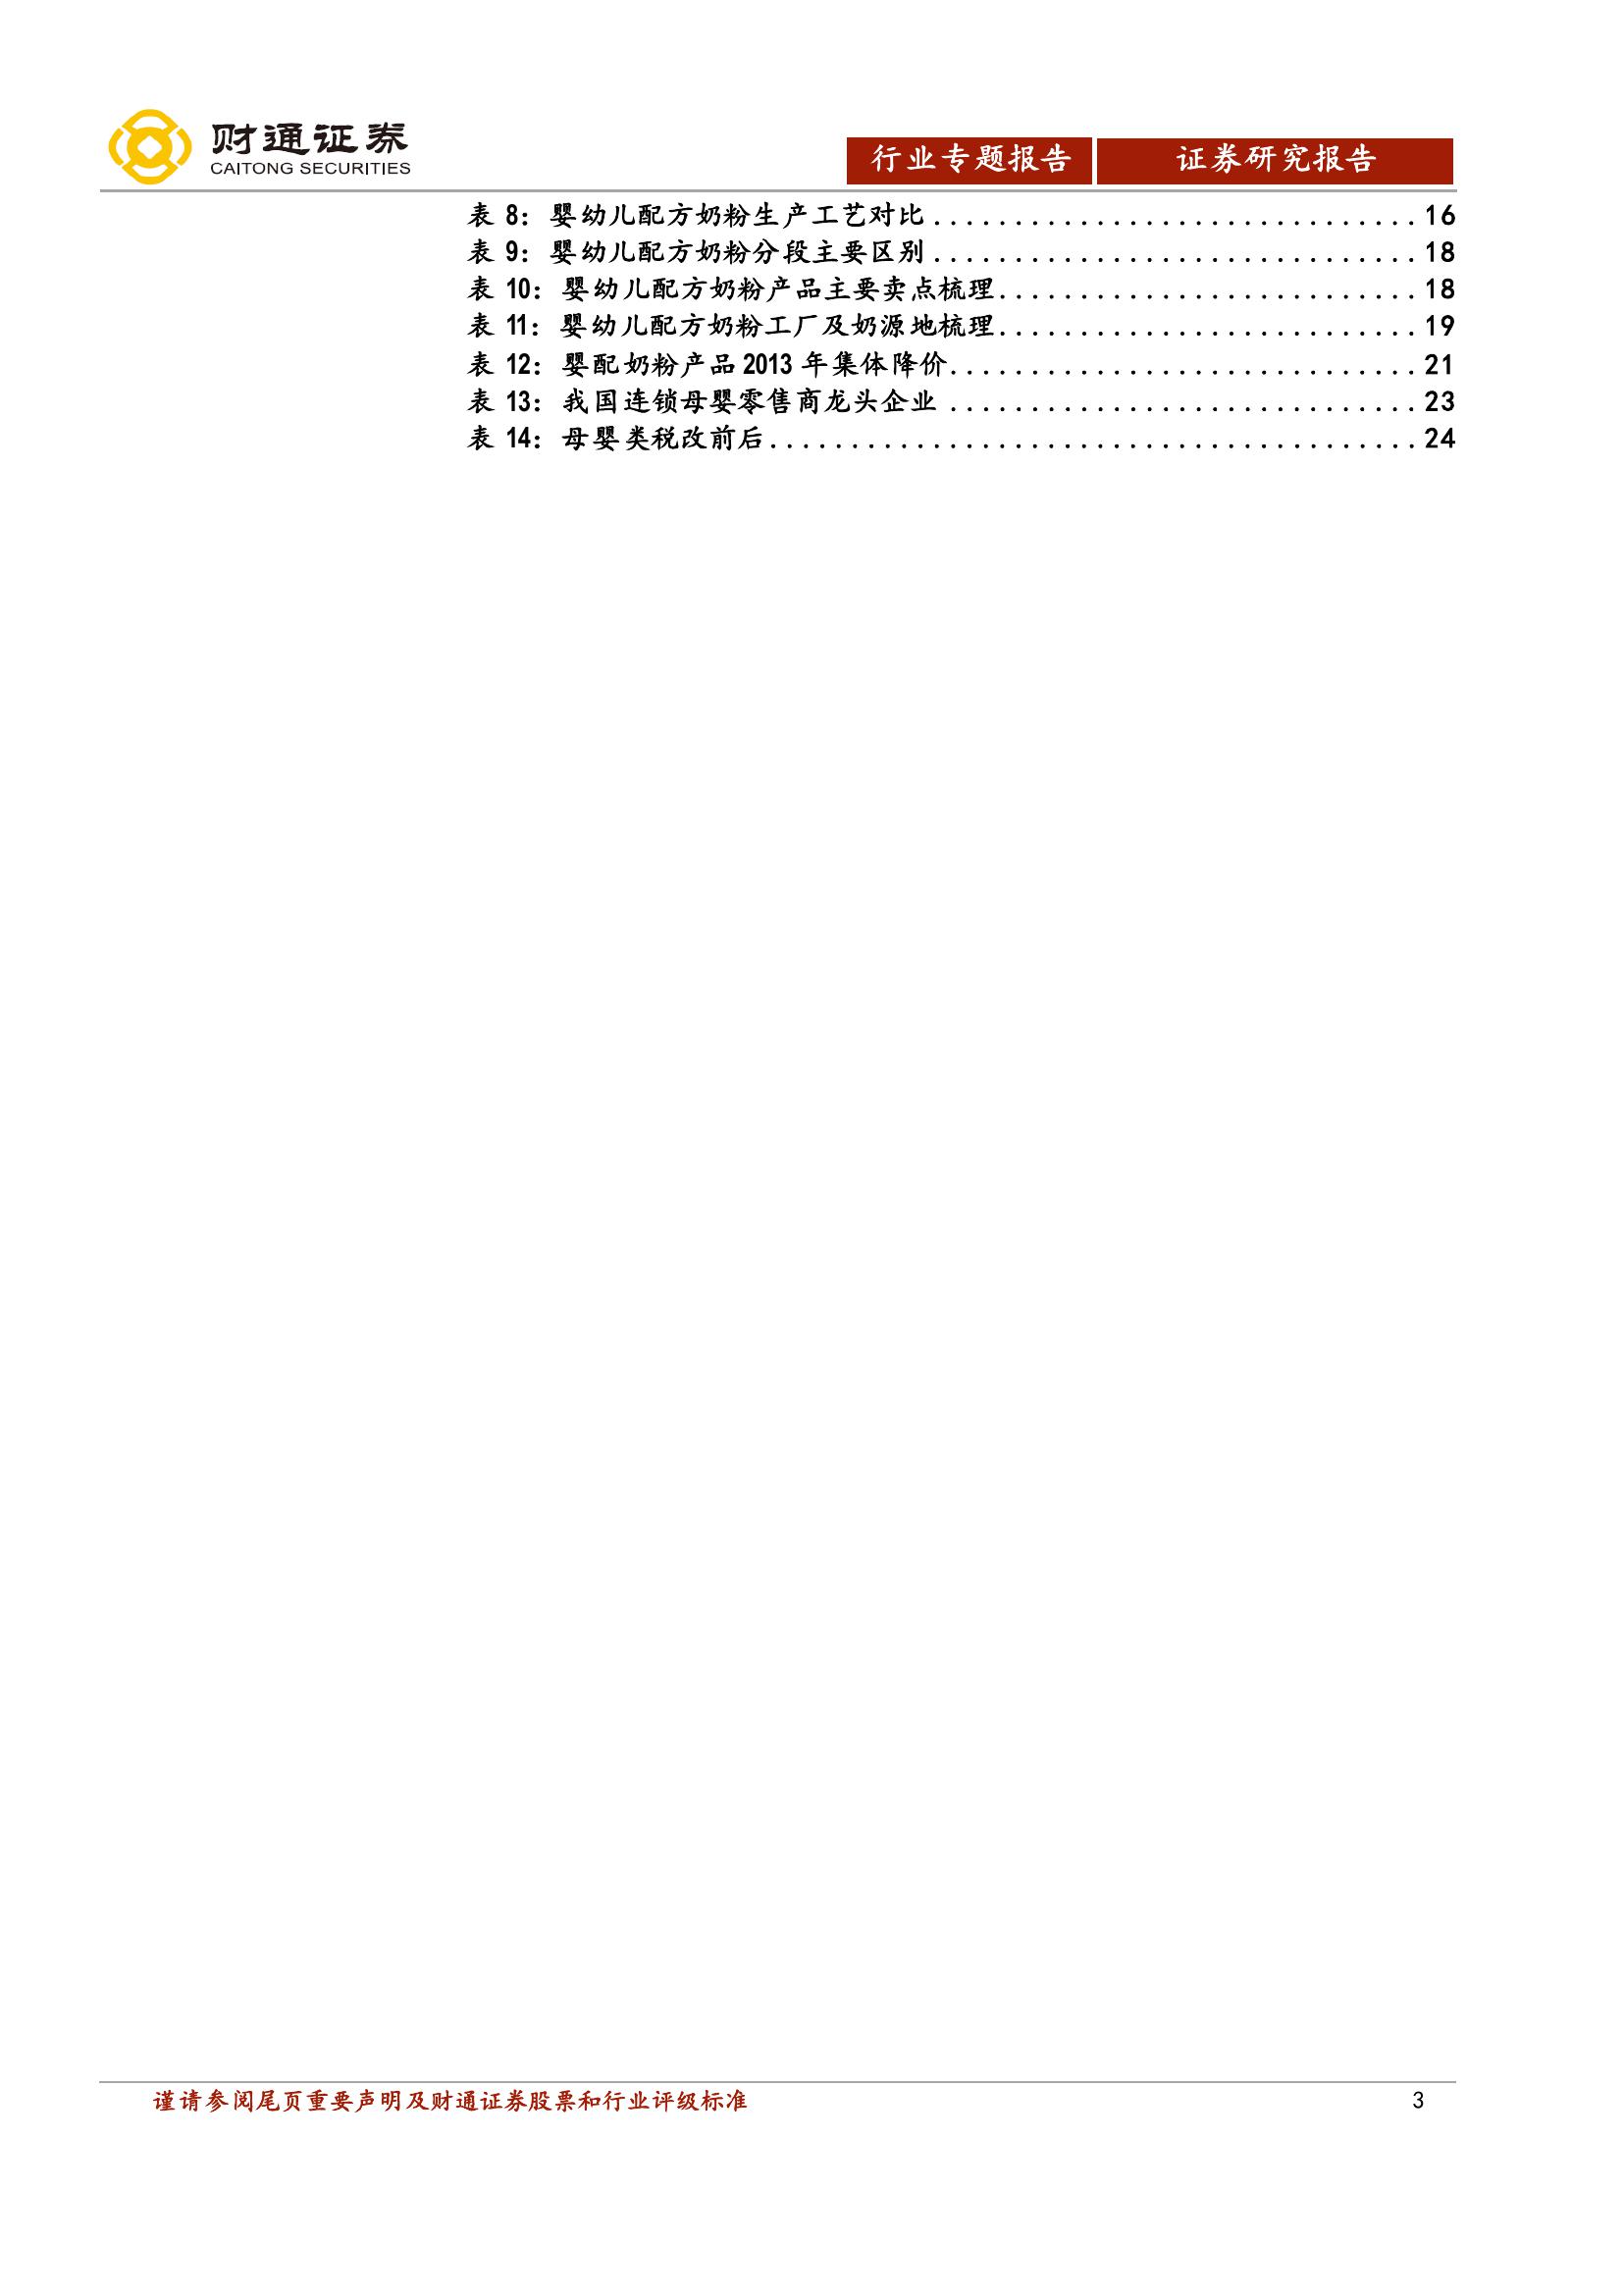 财通证券
CAITONG SECURITIES
行业专题报告 证券研究报告
表 8：婴幼儿配方奶粉生产工艺对比..............................16
表 9：婴幼儿配方奶粉分段主要区别..............................18
表 10：婴幼儿配方奶粉产品主要卖点梳理..........................18
表 11：婴幼儿配方奶粉工厂及奶源地梳理..........................19
表 12：婴配奶粉产品 2013 年集体降价.............................21
表 13：我国连锁母婴零售商龙头企业.............................23
表 14：母婴类税改前后........................................24
谨请参阅尾页重要声明及财通证券股票和行业评级标准 3